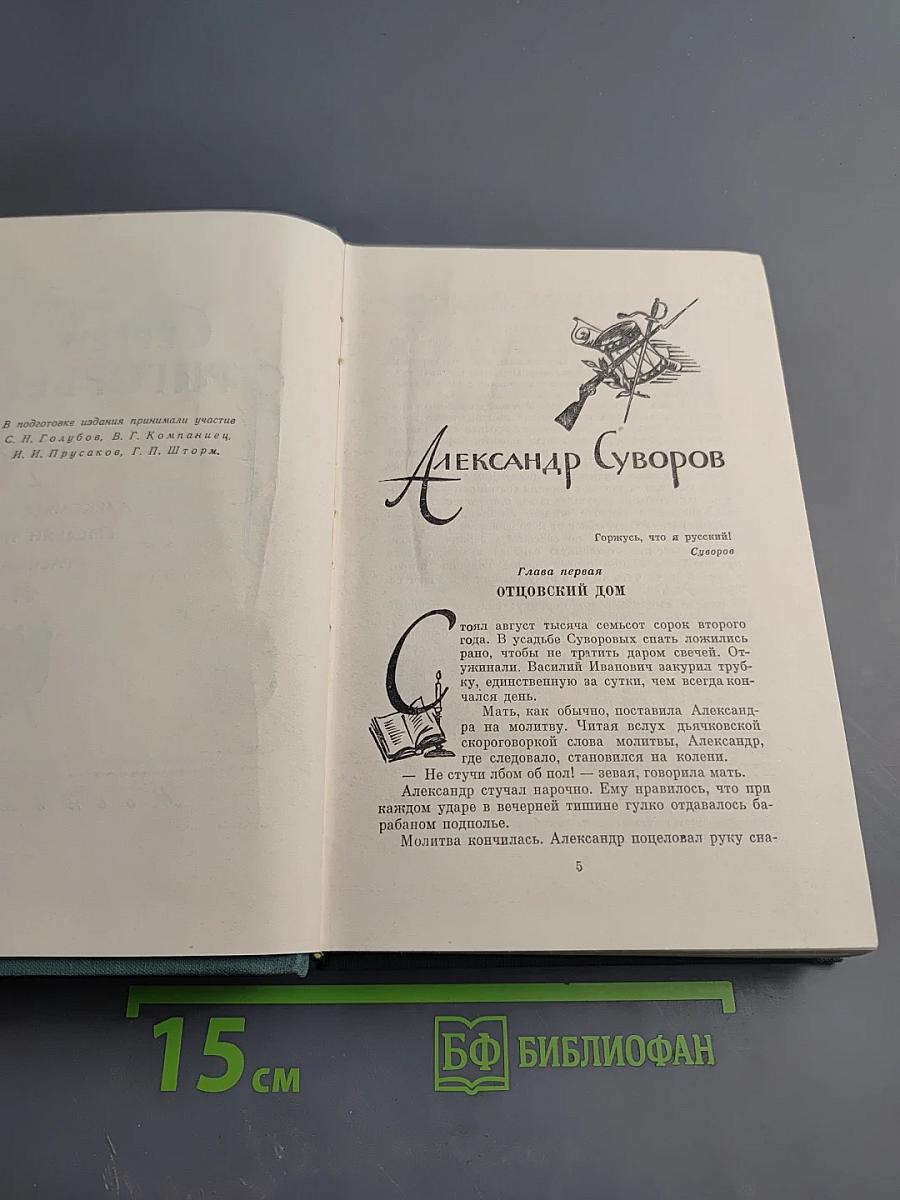 В подготовке издания принимали участие
С. Н. Голубов, В. Г. Компаниец,
И. И. Прусаков, Г. П. Шторм.
Александр Суворов
Горжусь, что я русский!
Суворов
Глава первая
ОТЦОВСКИЙ ДОМ
Стоял август тысяча семьсот сорок второго
года. В усадьбе Суворовых спать ложились
рано, чтобы не тратить даром свечей. От-
ужинали. Василий Иванович закурил труб-
ку, единственную за сутки, чем всегда кон-
чался день.
Мать, как обычно, поставила Александ-
ра на молитву. Читая вслух дьячковской
скороговоркой слова молитвы, Александр,
где следовало, становился на колени.
— Не стучи лбом об пол! — зевая, говорила мать.
Александр стучал нарочно. Ему нравилось, что при
каждом ударе в вечерней тишине гулко отдавалось ба-
рабаном подполье.
Молитва кончилась. Александр поцеловал руку сна-
5
15 см
БФ БИБЛИОФАН